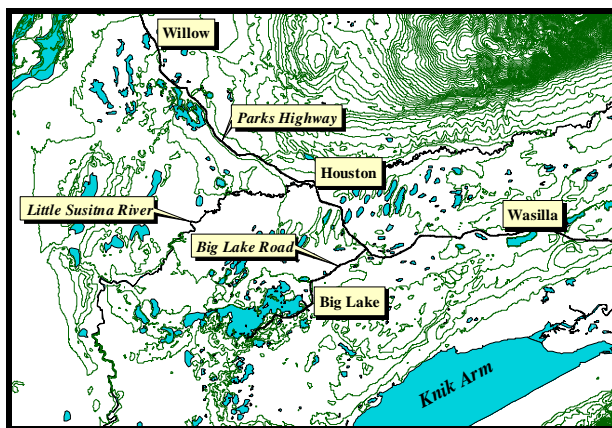 Willow
Parks Highway
Houston
Little Susitna River
Wasilla
Big Lake Road
Big Lake
Knik Arm